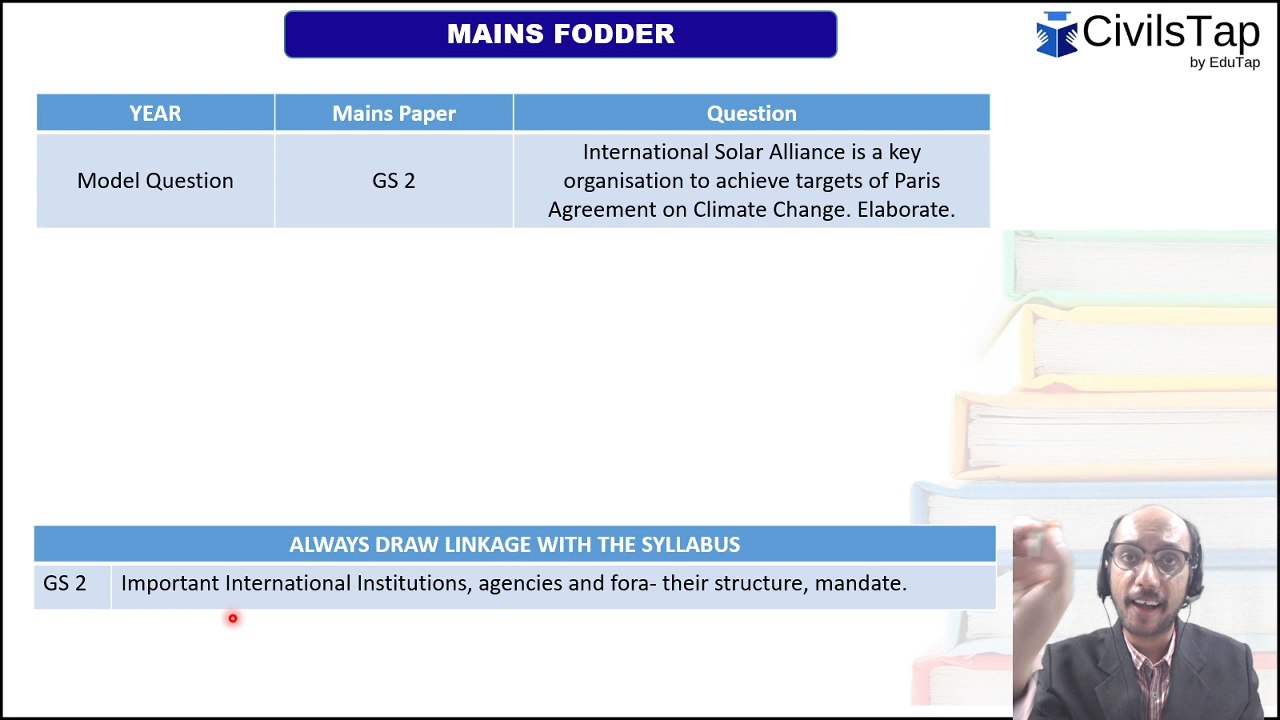 MAINS FODDER
CivilsTap
by EduTap
YEAR
Mains Paper
Question
Model Question
GS 2
International Solar Alliance is a key
organisation to achieve targets of Paris
Agreement on Climate Change. Elaborate.
ALWAYS DRAW LINKAGE WITH THE SYLLABUS
GS 2
Important International Institutions, agencies and fora- their structure, mandate.